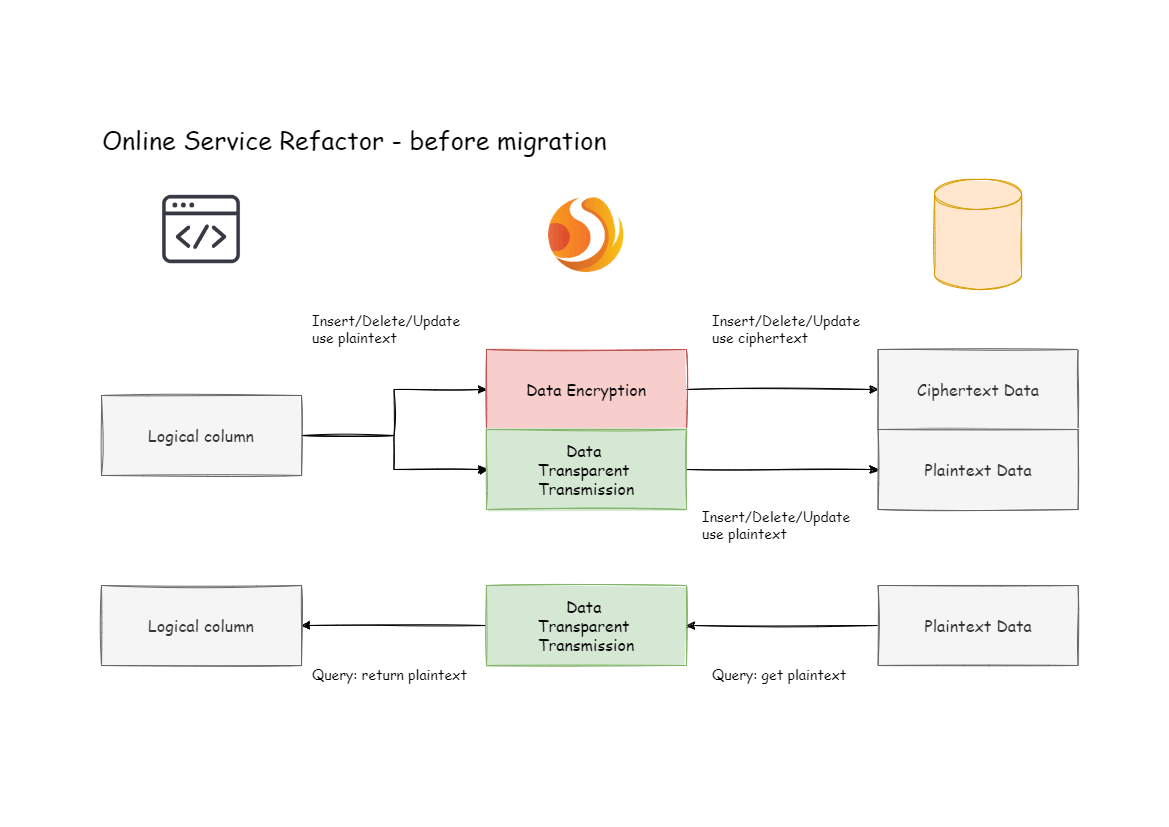 Online Service Refactor - before migration
</>
Insert/Delete/Update
use plaintext
Insert/Delete/Update
use ciphertext
Logical column
Data Encryption
Ciphertext Data
Data
Transparent
Transmission
Plaintext Data
Insert/Delete/Update
use plaintext
Logical column
Data
Transparent
Transmission
Plaintext Data
Query: return plaintext
Query: get plaintext